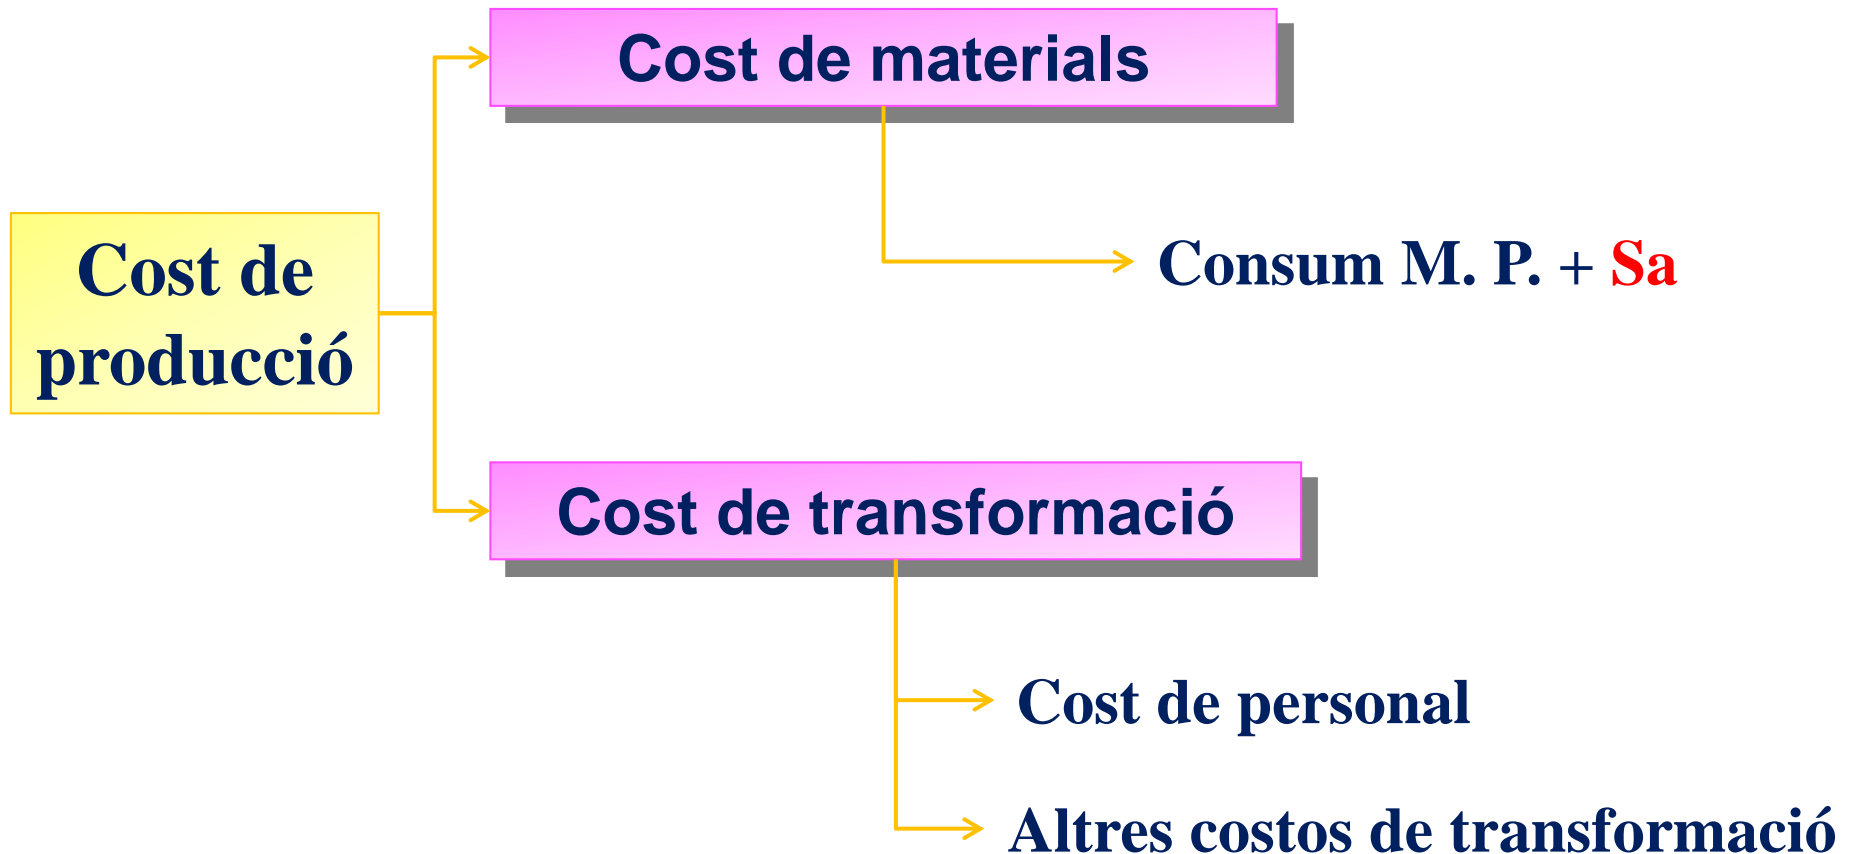 Cost de materials
Consum M. P. + Sa
Cost de
producció
Cost de transformació
Cost de personal
Altres costos de transformació